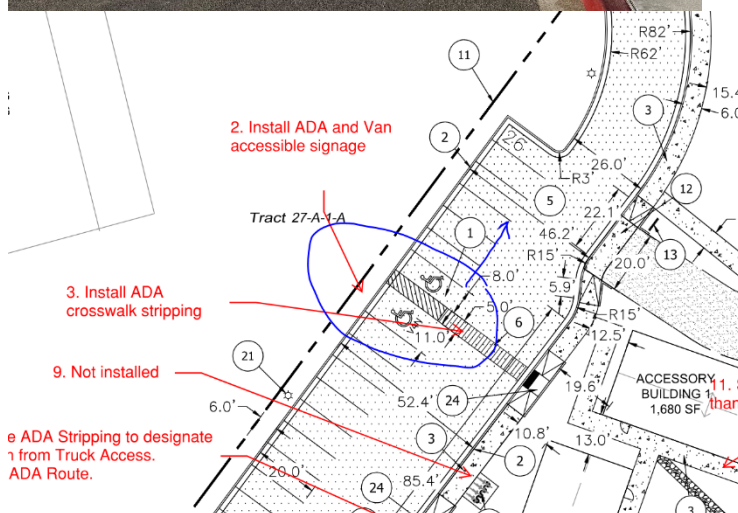 R82'
R62'
11
15.4
3
6.0'
2. Install ADA and Van
accessible signage
2
26
26.0'
R3'
5
12
22.1'
Tract 27-A-1-A
1
46.2'
13
R15'
20.0'
8.0'
3. Install ADA
crosswalk stripping
5.0'
5.9'
6
R15'
VAN
11.0'
12.5'
21
9. Not installed
19.6'
ACCESSORY
BUILDING 1
1,680 SF
11.
than
24
52.4'
6.0'
e ADA Stripping to designate
n from Truck Access.
ADA Route.
3
10.8'
13.0'
2
20.0'
24
85.4'
3